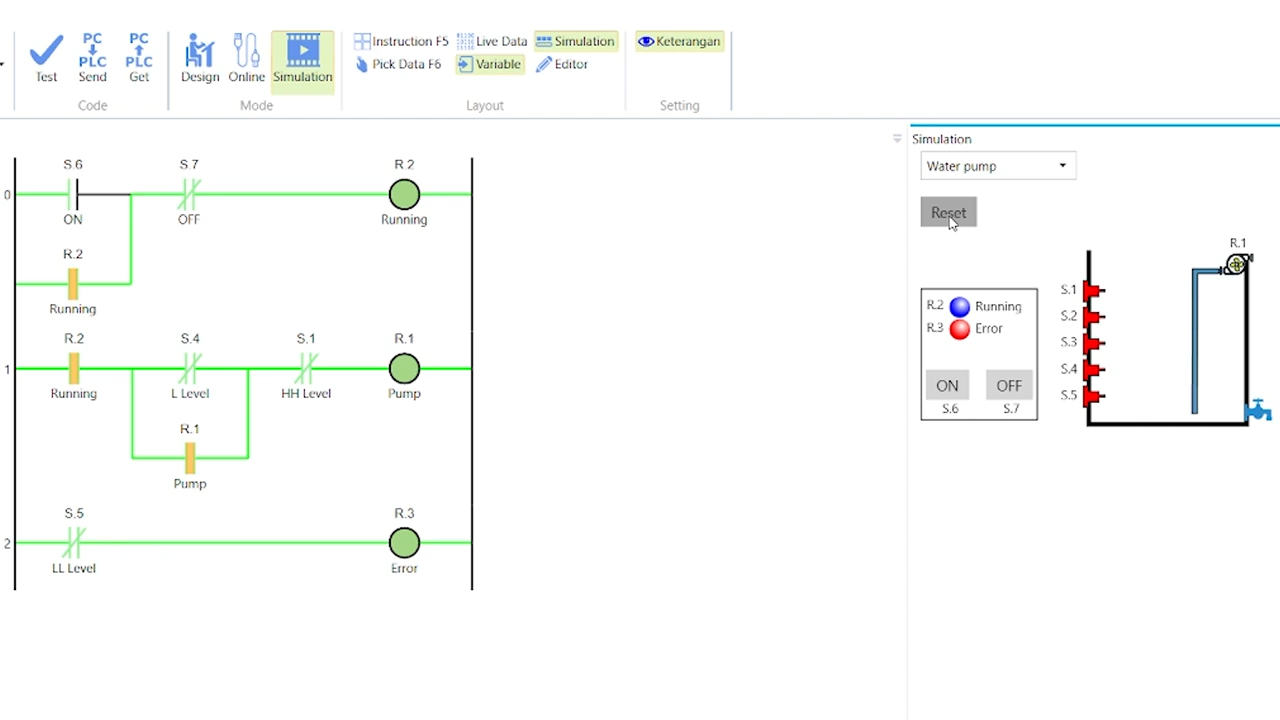 Test
PC
PLC
Send
PC
PLC
Get
Code
Design
Online
Simulation
Mode
Instruction F5
Live Data
Simulation
Pick Data F6
Variable
Editor
Layout
Keterangan
Setting
Simulation
Water pump
Reset
0
S.6
ON
S.7
OFF
R.2
Running
R.2
Running
1
R.2
Running
S.4
L Level
S.1
HH Level
R.1
Pump
R.1
Pump
2
S.5
LL Level
R.3
Error
R.2 Running
R.3 Error
ON OFF
S.6 S.7
R.1
S.1
S.2
S.3
S.4
S.5